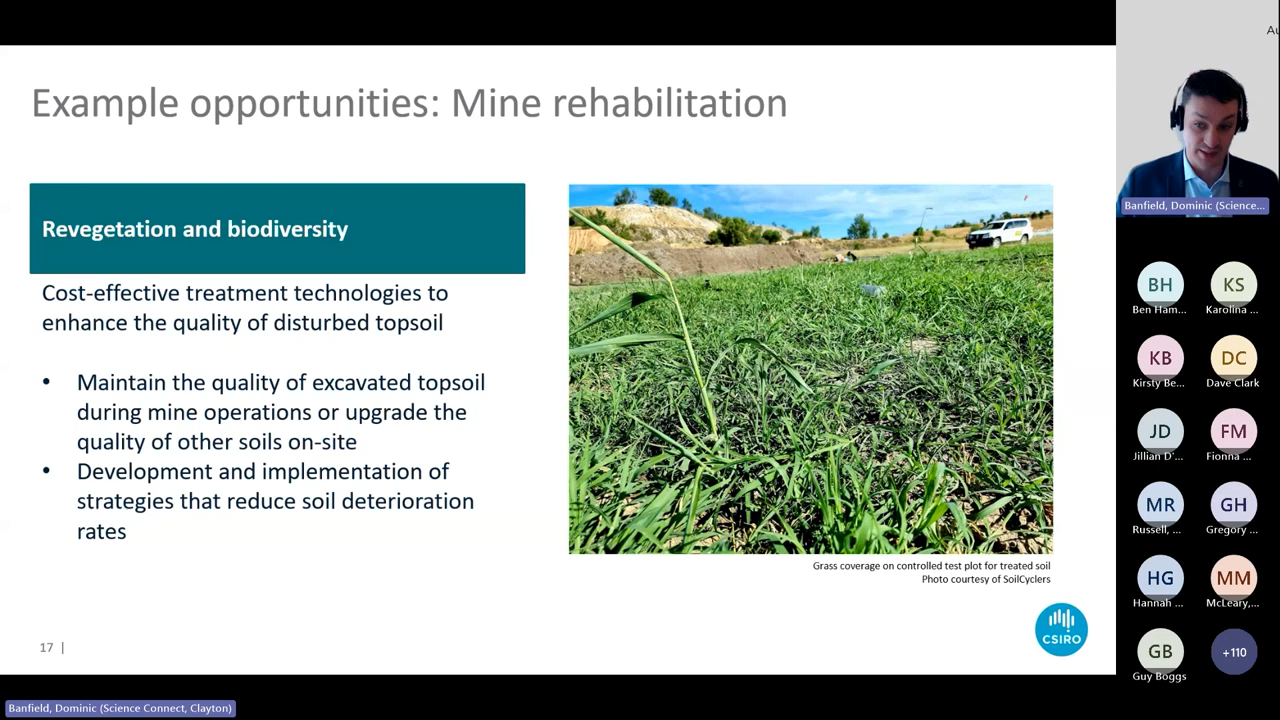 Example opportunities: Mine rehabilitation
Revegetation and biodiversity
Cost-effective treatment technologies to
enhance the quality of disturbed topsoil
• Maintain the quality of excavated topsoil
during mine operations or upgrade the
quality of other soils on-site
• Development and implementation of
strategies that reduce soil deterioration
rates
Grass coverage on controlled test plot for treated soil
Photo courtesy of SoilCyclers
17 |
CSIRO
Banfield, Dominic (Science Connect, Clayton)
Au
Banfield, Dominic (Science...
BH
Ben Ham...
KS
Karolina ...
KB
Kirsty Be...
DC
Dave Clark
JD
Jillian D'...
FM
Fionna ...
MR
Russell, ...
GH
Gregory ...
HG
Hannah ...
MM
McLeary,...
GB
Guy Boggs
+110